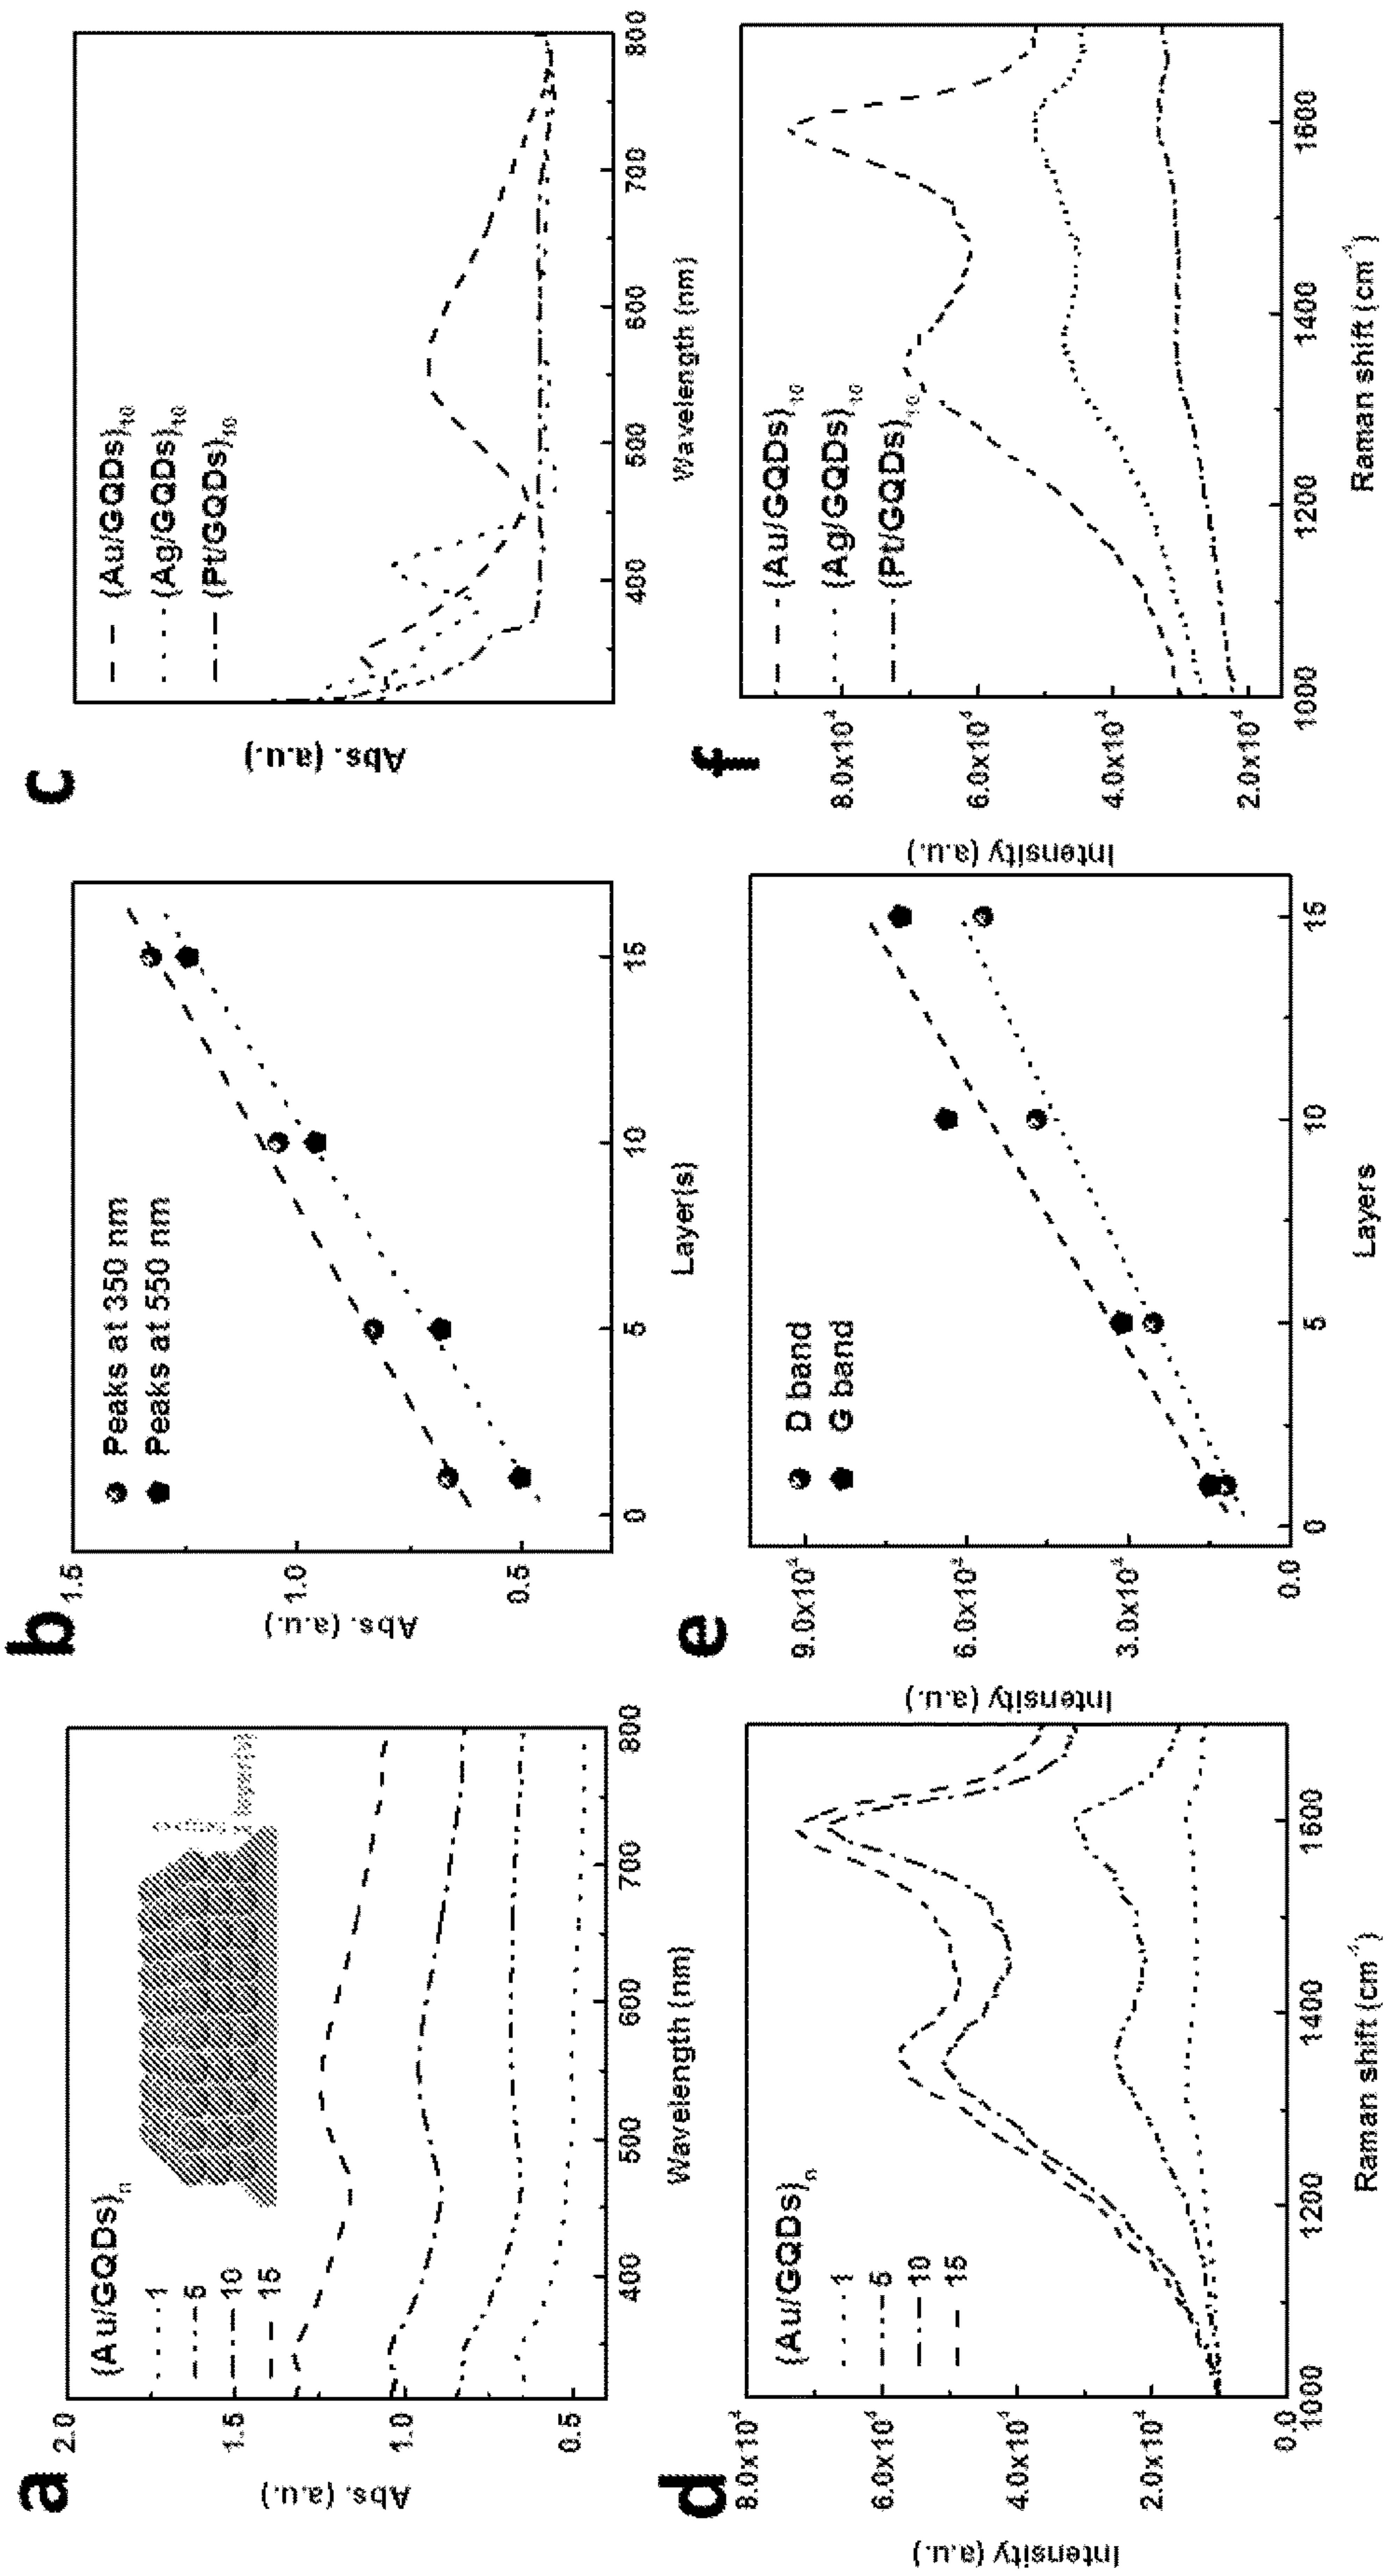 a
2.0
1.5
1.0
0.5
Abs. (a.u.)
{Au/GQDs}n
1
5
10
15
400
500
600
700
800
Wavelength (nm)
b
1.5
1.0
0.5
Abs. (a.u.)
Peaks at 350 nm
Peaks at 550 nm
0
5
10
15
Layer(s)
c
Abs. (a.u.)
{Au/GQDs}10
{Ag/GQDs}10
{Pt/GQDs}10
400
500
600
700
800
Wavelength (nm)
d
8.0x10⁴
6.0x10⁴
4.0x10⁴
2.0x10⁴
0.0
Intensity (a.u.)
{Au/GQDs}n
1
5
10
15
1000
1200
1400
1600
Raman shift (cm⁻¹)
e
9.0x10⁴
6.0x10⁴
3.0x10⁴
0.0
Intensity (a.u.)
D band
G band
0
5
10
15
Layers
f
8.0x10⁴
6.0x10⁴
4.0x10⁴
2.0x10⁴
Intensity (a.u.)
{Au/GQDs}10
{Ag/GQDs}10
{Pt/GQDs}10
1000
1200
1400
1600
Raman shift (cm⁻¹)